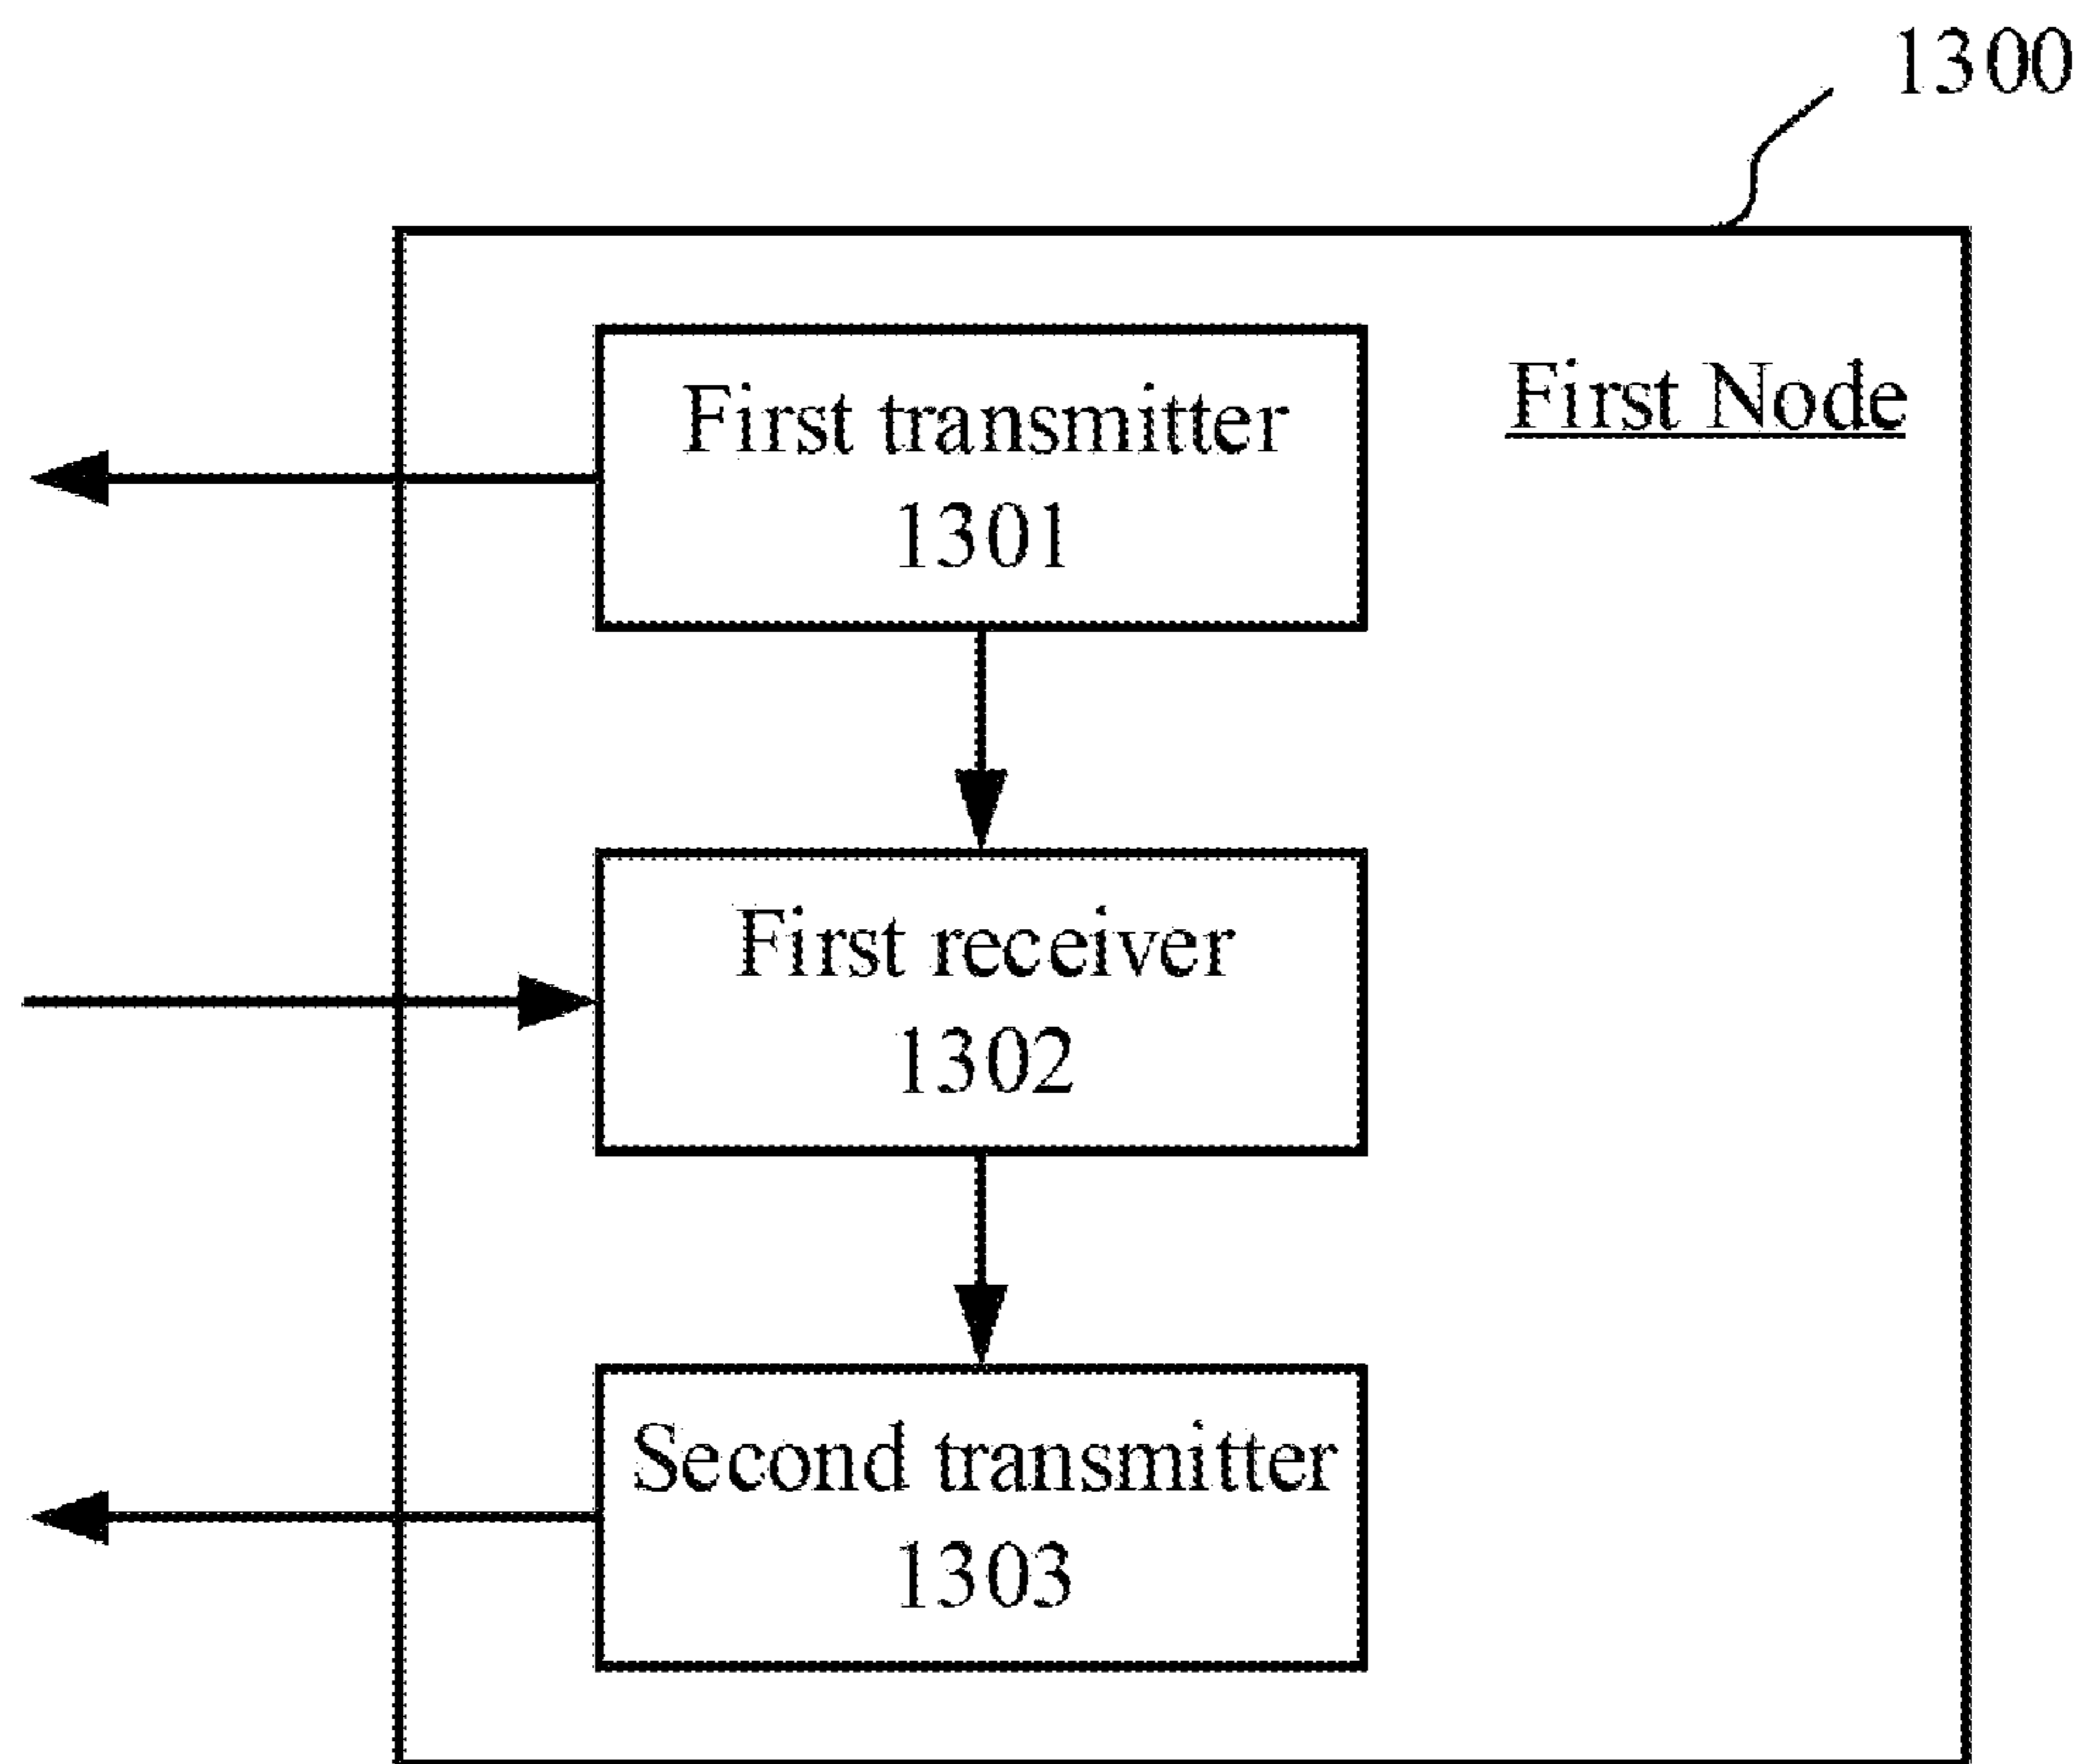 1300
First Node
First transmitter
1301
First receiver
1302
Second transmitter
1303